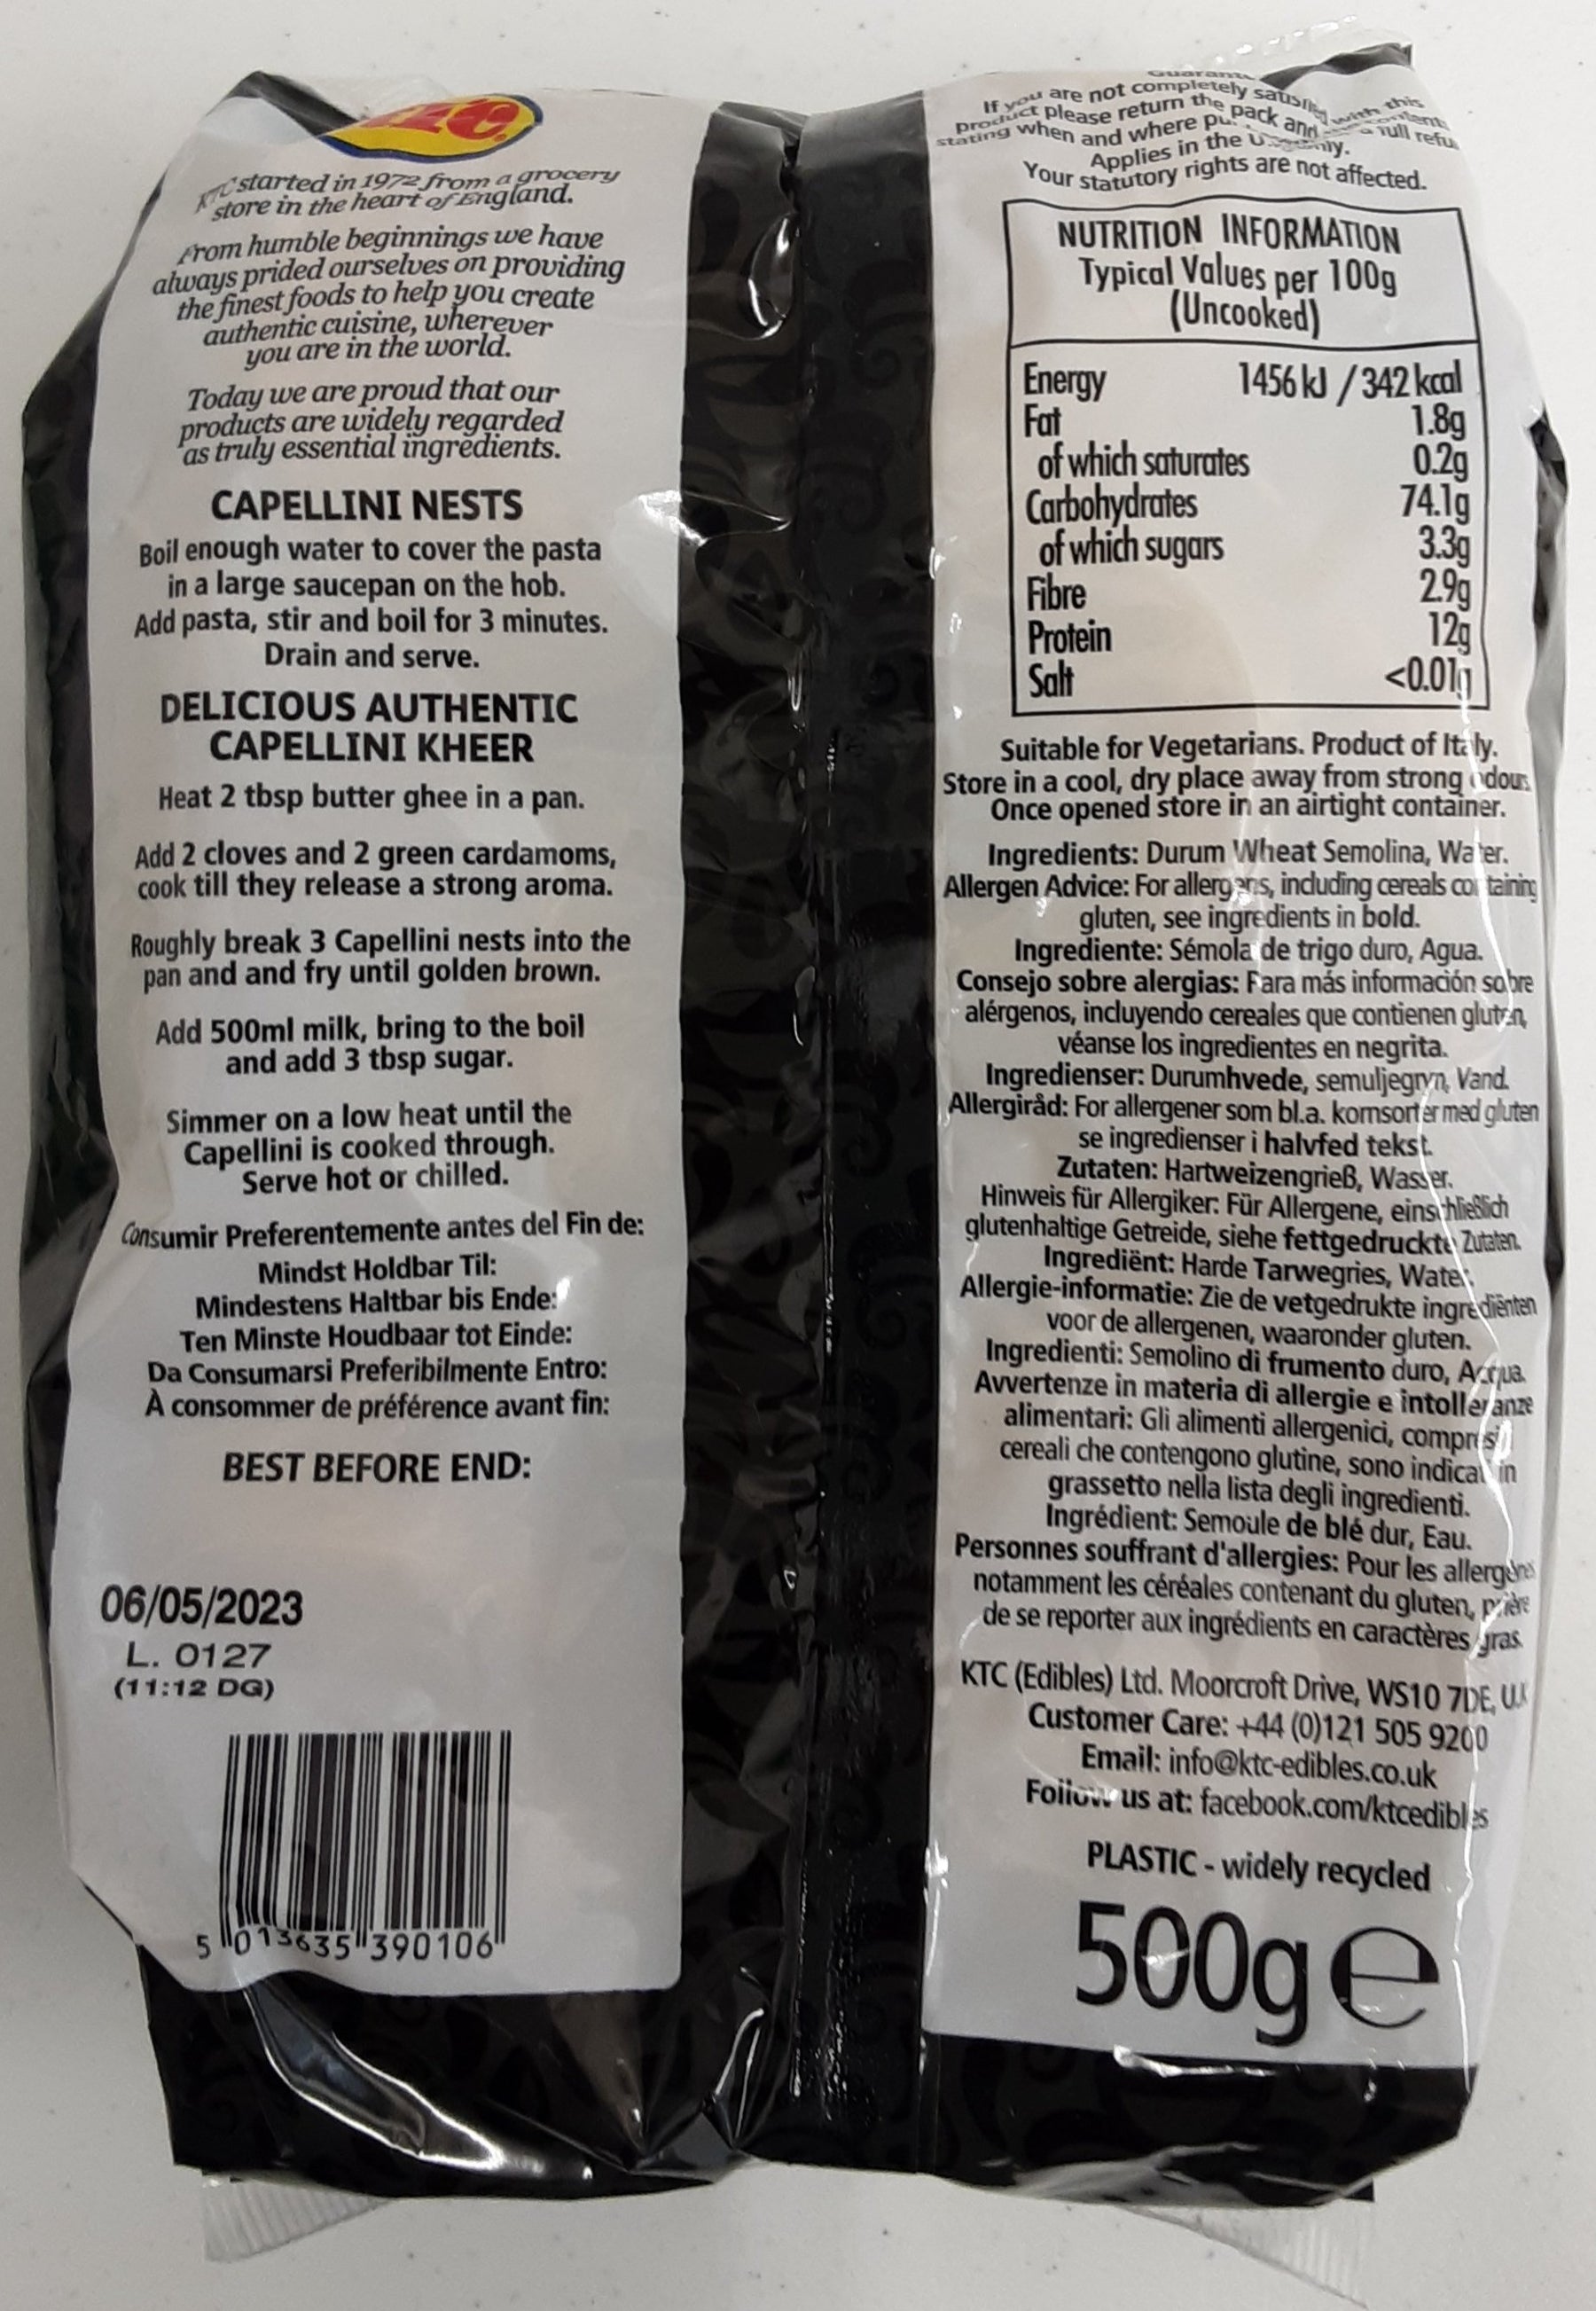 KTC
KTC started in 1972 from a grocery
store in the heart of England.
From humble beginnings we have
always prided ourselves on providing
the finest foods to help you create
authentic cuisine, wherever
you are in the world.
Today we are proud that our
products are widely regarded
as truly essential ingredients.
CAPELLINI NESTS
Boil enough water to cover the pasta
in a large saucepan on the hob.
Add pasta, stir and boil for 3 minutes.
Drain and serve.
DELICIOUS AUTHENTIC
CAPELLINI KHEER
Heat 2 tbsp butter ghee in a pan.
Add 2 cloves and 2 green cardamoms,
cook till they release a strong aroma.
Roughly break 3 Capellini nests into the
pan and and fry until golden brown.
Add 500ml milk, bring to the boil
and add 3 tbsp sugar.
Simmer on a low heat until the
Capellini is cooked through.
Serve hot or chilled.
Consumir Preferentemente antes del Fin de:
Mindst Holdbar Til:
Mindestens Haltbar bis Ende:
Ten Minste Houdbaar tot Einde:
Da Consumarsi Preferibilmente Entro:
À consommer de préférence avant fin:
BEST BEFORE END:
06/05/2023
L. 0127
(11:12 DG)
5 013635 390106
If you are not completely satisfied with this
product please return the pack and
stating when and where a full
Applies in the
Your statutory rights are not affected.
NUTRITION INFORMATION
Typical Values per 100g
(Uncooked)
Energy 1456 kJ / 342 kcal
Fat 1.8g
of which saturates 0.2g
Carbohydrates 74.1g
of which sugars 3.3g
Fibre 2.9g
Protein 12g
Salt <0.01g
Suitable for Vegetarians. Product of Italy.
Store in a cool, dry place away from strong odours
Once opened store in an airtight container.
Ingredients: Durum Wheat Semolina, Water.
Allergen Advice: For allergens, including cereals containing
gluten, see ingredients in bold.
Ingrediente: Sémola de trigo duro, Agua.
Consejo sobre alergias: Para más información sobre
alérgenos, incluyendo cereales que contienen gluten,
véanse los ingredientes en negrita.
Ingredienser: Durumhvede, semuljegryn, Vand.
Allergiråd: For allergener som bl.a. kornsorter med gluten
se ingredienser i halvfed tekst.
Zutaten: Hartweizengrieß, Wasser.
Hinweis für Allergiker: Für Allergene, einschließlich
glutenhaltige Getreide, siehe fettgedruckte Zutaten.
Ingrediënt: Harde Tarwegries, Water.
Allergie-informatie: Zie de vetgedrukte ingrediënten
voor de allergenen, waaronder gluten.
Ingredienti: Semolino di frumento duro, Acqua.
Avvertenze in materia di allergie e intolleranze
alimentari: Gli alimenti allergenici, compresi i
cereali che contengono glutine, sono indicati in
grassetto nella lista degli ingredienti.
Ingrédient: Semoule de blé dur, Eau.
Personnes souffrant d'allergies: Pour les allergènes
notamment les céréales contenant du gluten, prière
de se reporter aux ingrédients en caractères gras.
KTC (Edibles) Ltd. Moorcroft Drive, WS10 7DE, U.K
Customer Care: +44 (0)121 505 9200
Email: info@ktc-edibles.co.uk
Follow us at: facebook.com/ktcedibles
PLASTIC - widely recycled
500g e